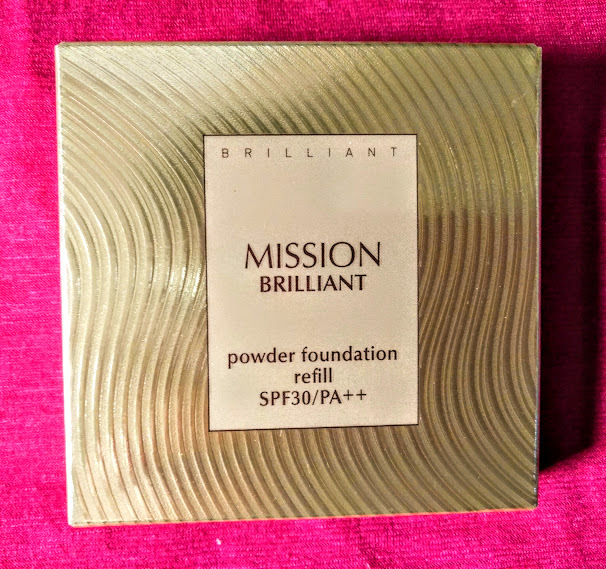 BRILLIANT
MISSION
BRILLIANT
powder foundation
refill
SPF30/PA++